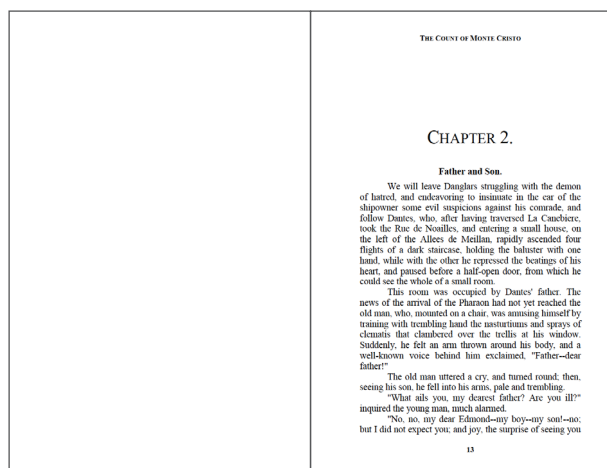 THE COUNT OF MONTE CRISTO
CHAPTER 2.
Father and Son.
We will leave Danglars struggling with the demon
of hatred, and endeavoring to insinuate in the ear of the
shipowner some evil suspicions against his comrade, and
follow Dantes, who, after having traversed La Canebiere,
took the Rue de Noailles, and entering a small house, on
the left of the Allees de Meillan, rapidly ascended four
flights of a dark staircase, holding the baluster with one
hand, while with the other he repressed the beatings of his
heart, and paused before a half-open door, from which he
could see the whole of a small room.
This room was occupied by Dantes' father. The
news of the arrival of the Pharaon had not yet reached the
old man, who, mounted on a chair, was amusing himself by
training with trembling hand the nasturtiums and sprays of
clematis that clambered over the trellis at his window.
Suddenly, he felt an arm thrown around his body, and a
well-known voice behind him exclaimed, "Father--dear
father!"
The old man uttered a cry, and turned round; then,
seeing his son, he fell into his arms, pale and trembling.
"What ails you, my dearest father? Are you ill?"
inquired the young man, much alarmed.
"No, no, my dear Edmond--my boy--my son!--no;
but I did not expect you; and joy, the surprise of seeing you
13